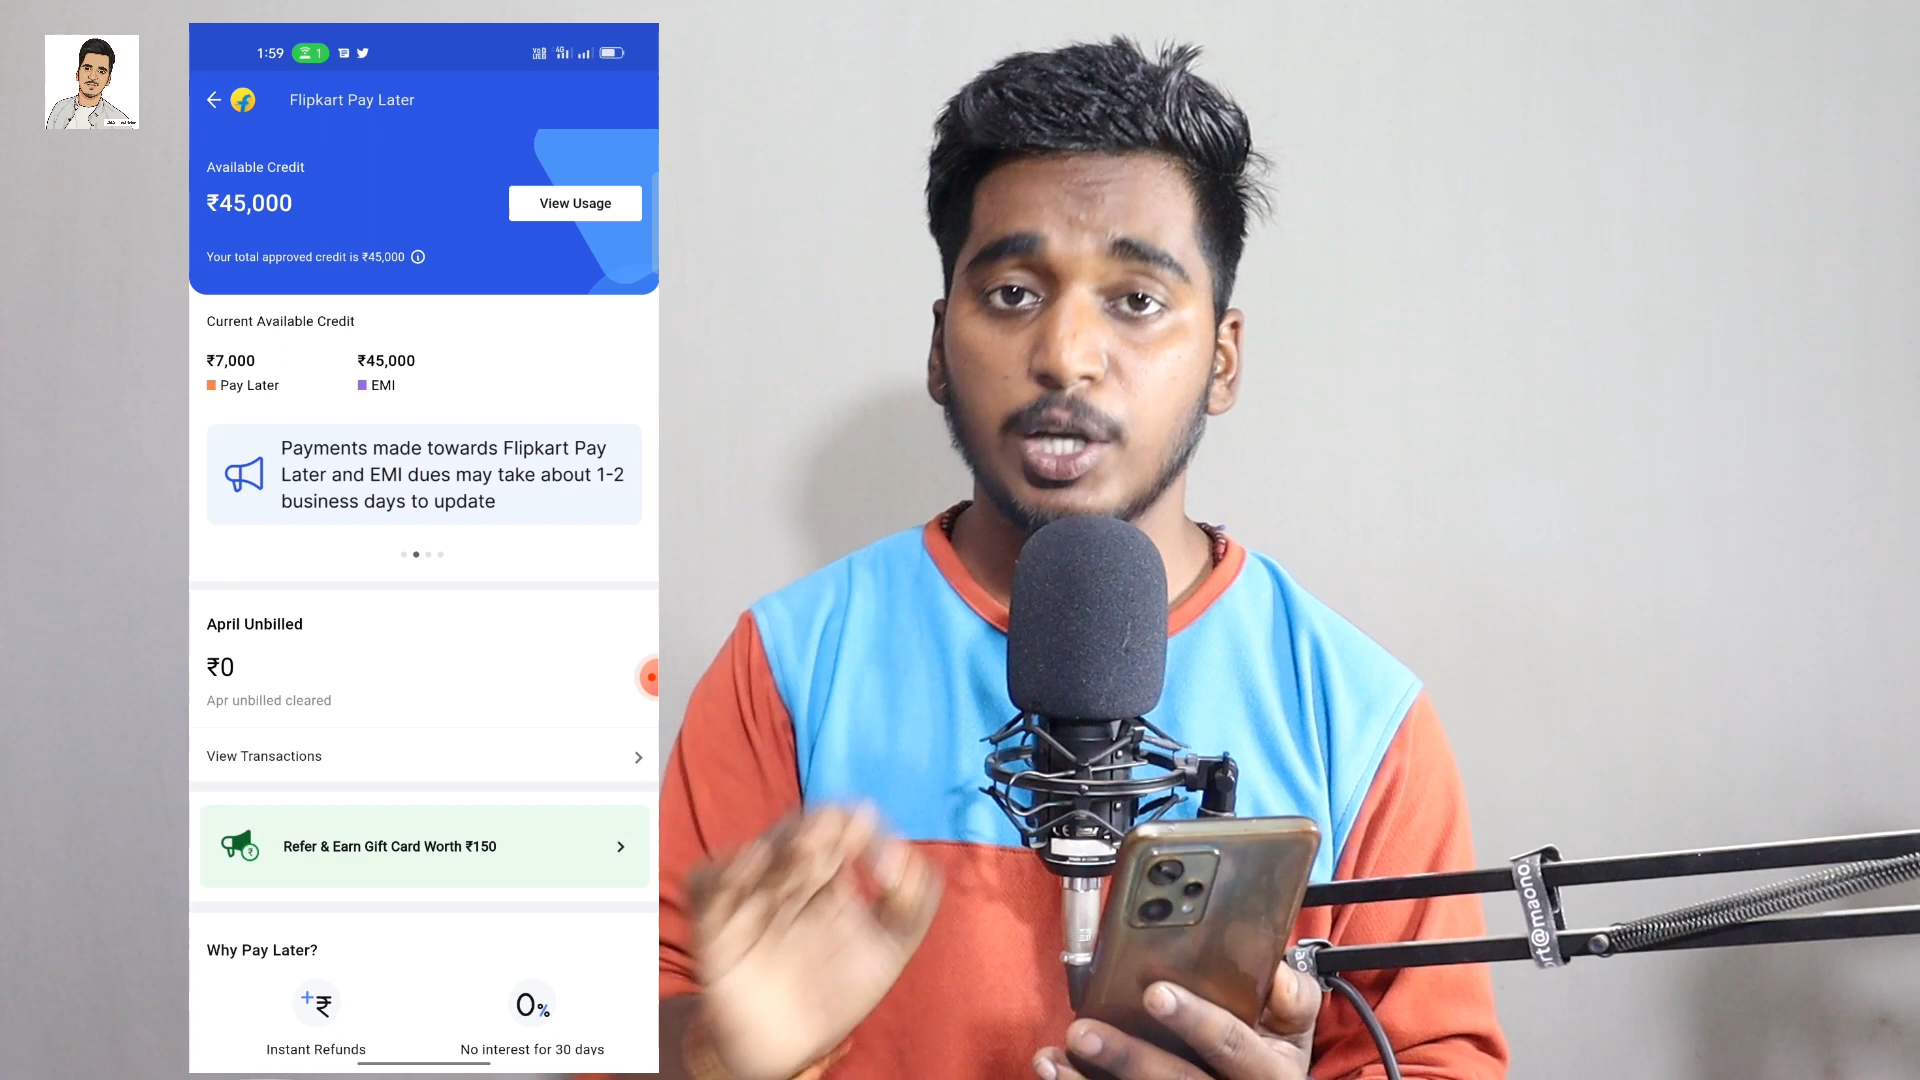 1:59
1
4G
Flipkart Pay Later
Available Credit
₹45,000
View Usage
Your total approved credit is ₹45,000
Current Available Credit
₹7,000
₹45,000
Pay Later
EMI
Payments made towards Flipkart Pay
Later and EMI dues may take about 1-2
business days to update
April Unbilled
₹0
Apr unbilled cleared
View Transactions
Refer & Earn Gift Card Worth ₹150
Why Pay Later?
+₹
0%
Instant Refunds
No interest for 30 days
rt@maono.